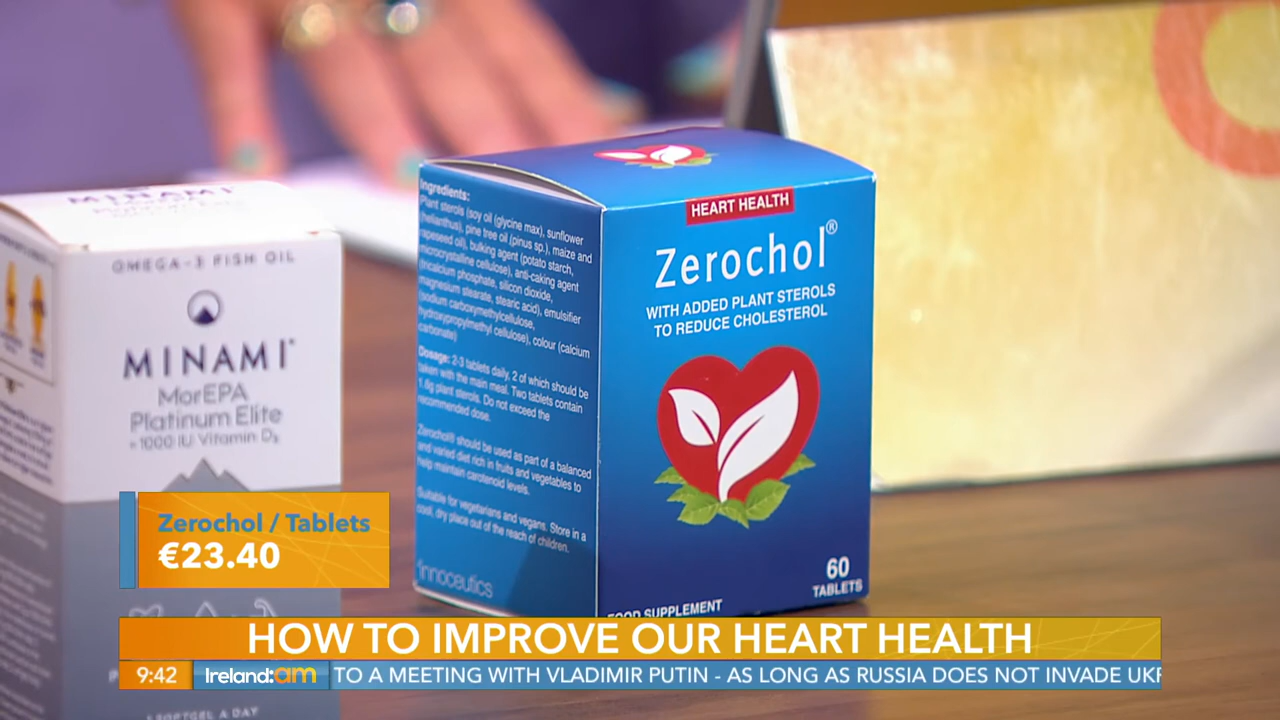 MINAMI
OMEGA-3 FISH OIL
MINAMI
MorEPA
Platinum Elite
+1000 IU Vitamin D₃
1 SOFTGEL A DAY
Ingredients:
Plant sterols (soy oil (glycine max), sunflower
(helianthus), pine tree oil (pinus sp.), maize and
rapeseed oil), bulking agent (potato starch,
microcrystalline cellulose), anti-caking agent
(tricalcium phosphate, silicon dioxide,
magnesium stearate, stearic acid), emulsifier
(sodium carboxymethylcellulose,
hydroxypropylmethyl cellulose), colour (calcium
carbonate)
Dosage: 2-3 tablets daily, 2 of which should be
taken with the main meal. Two tablets contain
1.6g plant sterols. Do not exceed the
recommended dose.
Zerochol® should be used as part of a balanced
and varied diet rich in fruits and vegetables to
help maintain carotenoid levels.
Suitable for vegetarians and vegans. Store in a
cool, dry place out of the reach of children.
innoceutics
HEART HEALTH
Zerochol®
WITH ADDED PLANT STEROLS
TO REDUCE CHOLESTEROL
60
TABLETS
FOOD SUPPLEMENT
Zerochol / Tablets
€23.40
HOW TO IMPROVE OUR HEART HEALTH
9:42 Ireland:am TO A MEETING WITH VLADIMIR PUTIN - AS LONG AS RUSSIA DOES NOT INVADE UKR